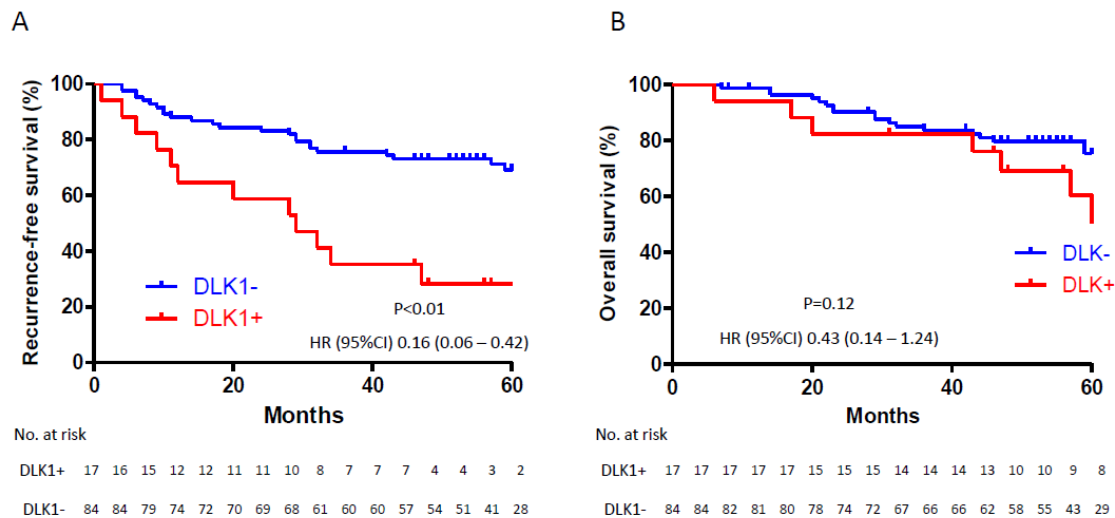 A
Recurrence-free survival (%)
100
80
60
40
20
0
DLK1-
DLK1+
P<0.01
HR (95%CI) 0.16 (0.06 – 0.42)
0 20 40 60
Months
No. at risk
DLK1+ 17 16 15 12 12 11 11 10 8 7 7 7 4 4 3 2
DLK1- 84 84 79 74 72 70 69 68 61 60 60 57 54 51 41 28
B
Overall survival (%)
100
80
60
40
20
0
DLK-
DLK+
P=0.12
HR (95%CI) 0.43 (0.14 – 1.24)
0 20 40 60
Months
No. at risk
DLK1+ 17 17 17 17 17 15 15 15 14 14 14 13 10 10 9 8
DLK1- 84 84 82 81 80 78 74 72 67 66 66 62 58 55 43 29